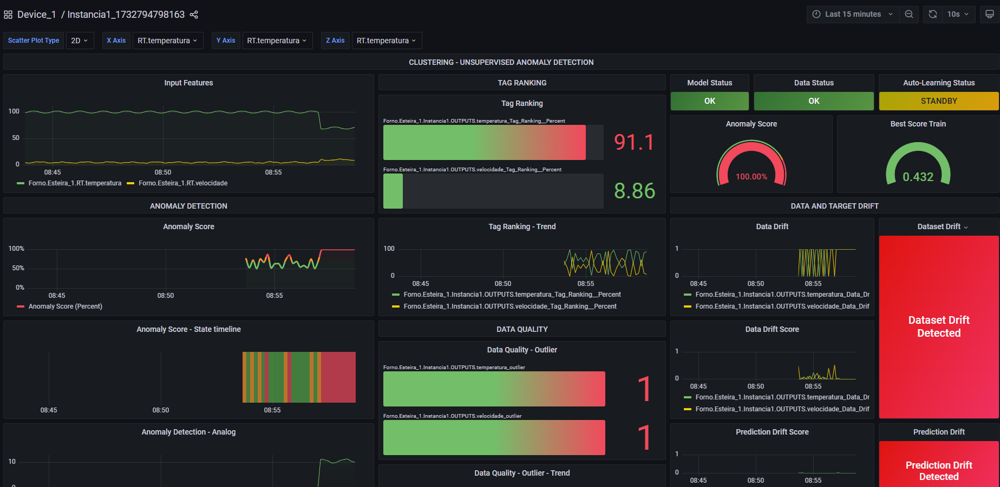 Device_1 / Instancia1_1732794798163
Last 15 minutes
10s
Scatter Plot Type 2D X Axis RT.temperatura Y Axis RT.temperatura Z Axis RT.temperatura
CLUSTERING - UNSUPERVISED ANOMALY DETECTION
Input Features
100
50
0
08:45 08:50 08:55
Forno.Esteira_1.RT.temperatura Forno.Esteira_1.RT.velocidade
ANOMALY DETECTION
Anomaly Score
100%
50%
0%
08:45 08:50 08:55
Anomaly Score (Percent)
Anomaly Score - State timeline
08:45 08:50 08:55
Anomaly Detection - Analog
10
TAG RANKING
Tag Ranking
Forno.Esteira_1.Instancia1.OUTPUTS.temperatura_Tag_Ranking__Percent
91.1
Forno.Esteira_1.Instancia1.OUTPUTS.velocidade_Tag_Ranking__Percent
8.86
Tag Ranking - Trend
100
0
08:45 08:50 08:55
Forno.Esteira_1.Instancia1.OUTPUTS.temperatura_Tag_Ranking__Percent
Forno.Esteira_1.Instancia1.OUTPUTS.velocidade_Tag_Ranking__Percent
DATA QUALITY
Data Quality - Outlier
Forno.Esteira_1.Instancia1.OUTPUTS.temperatura_outlier
1
Forno.Esteira_1.Instancia1.OUTPUTS.velocidade_outlier
1
Data Quality - Outlier - Trend
Model Status
OK
Data Status
OK
Auto-Learning Status
STANDBY
Anomaly Score
100.00%
Best Score Train
0.432
DATA AND TARGET DRIFT
Data Drift
1
0
08:45 08:50 08:55
Forno.Esteira_1.Instancia1.OUTPUTS.temperatura_Data_Dr
Forno.Esteira_1.Instancia1.OUTPUTS.velocidade_Data_Drif
Dataset Drift
Dataset Drift
Detected
Data Drift Score
1
0
08:45 08:50 08:55
Forno.Esteira_1.Instancia1.OUTPUTS.temperatura_Data_Dr
Forno.Esteira_1.Instancia1.OUTPUTS.velocidade_Data_Drif
Prediction Drift Score
1
0
08:45 08:50 08:55
Prediction Drift
Prediction Drift
Detected